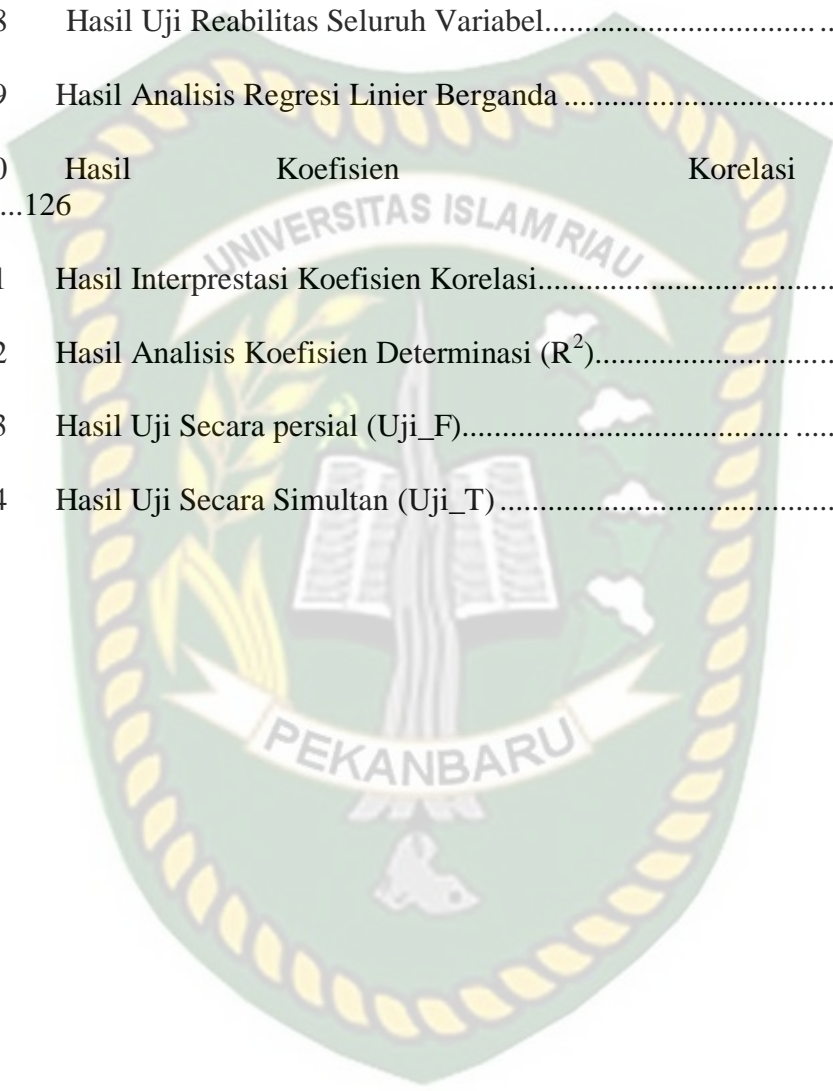 8 Hasil Uji Reabilitas Seluruh Variabel.................................. ..
9 Hasil Analisis Regresi Linier Berganda ..................................
0 Hasil Koefisien Korelasi
...126
UNIVERSITAS ISLAM RIAU
1 Hasil Interprestasi Koefisien Korelasi.....................................
2 Hasil Analisis Koefisien Determinasi (R²)..............................
3 Hasil Uji Secara persial (Uji_F)....................................... .....
4 Hasil Uji Secara Simultan (Uji_T) .........................................
PEKANBARU